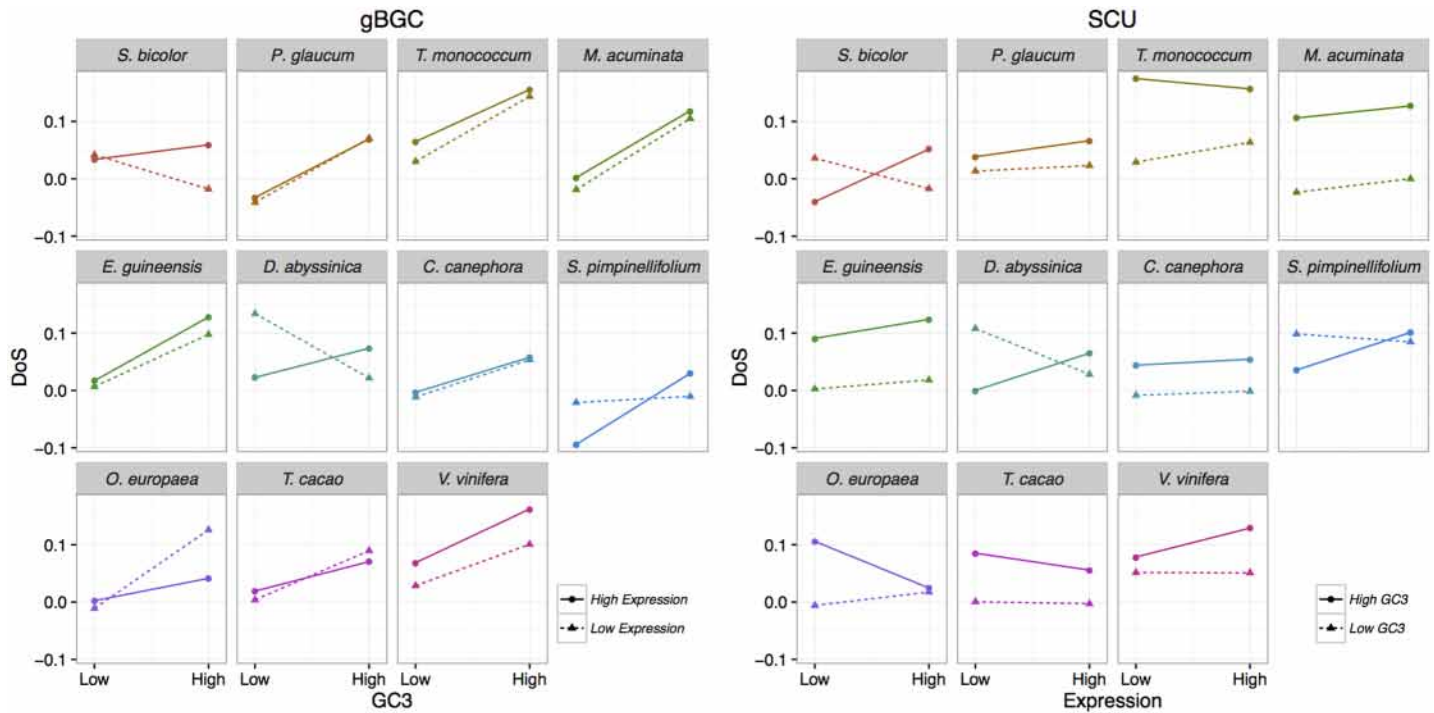 gBGC
S. bicolor
P. glaucum
T. monococcum
M. acuminata
0.1
0.0
−0.1
E. guineensis
D. abyssinica
C. canephora
S. pimpinellifolium
DoS
0.1
0.0
−0.1
O. europaea
T. cacao
V. vinifera
0.1
0.0
−0.1
High Expression
Low Expression
Low High Low High Low High
GC3
SCU
S. bicolor
P. glaucum
T. monococcum
M. acuminata
0.1
0.0
−0.1
E. guineensis
D. abyssinica
C. canephora
S. pimpinellifolium
DoS
0.1
0.0
−0.1
O. europaea
T. cacao
V. vinifera
0.1
0.0
−0.1
High GC3
Low GC3
Low High Low High Low High
Expression